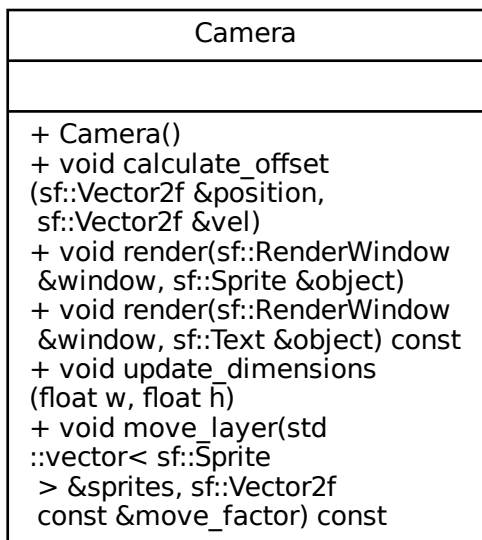 Camera
+ Camera()
+ void calculate_offset
(sf::Vector2f &position,
sf::Vector2f &vel)
+ void render(sf::RenderWindow
&window, sf::Sprite &object)
+ void render(sf::RenderWindow
&window, sf::Text &object) const
+ void update_dimensions
(float w, float h)
+ void move_layer(std
::vector< sf::Sprite
> &sprites, sf::Vector2f
const &move_factor) const